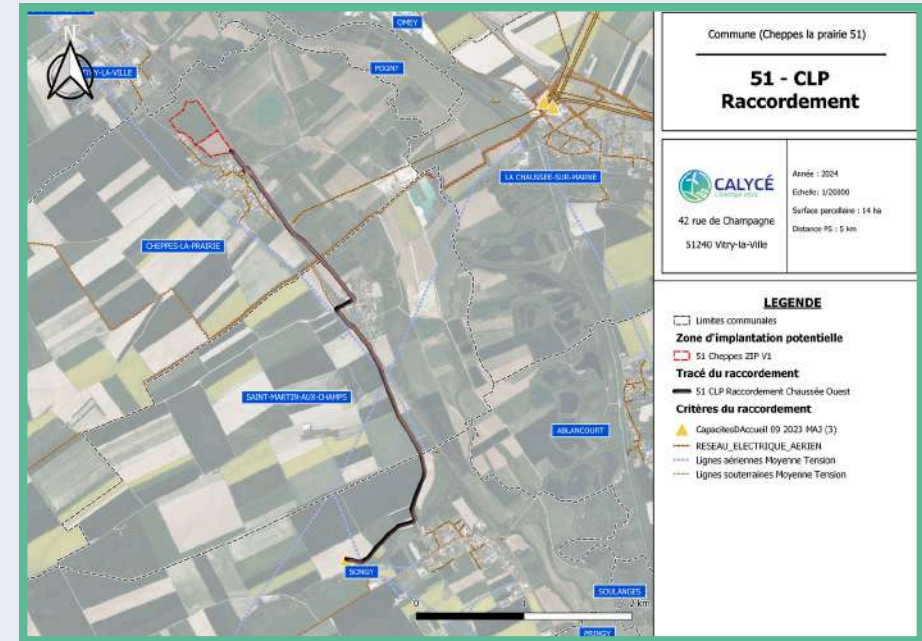 OMEY
N
POGNY
LA CHAUSSEE-SUR-MARNE
CHEPPES-LA-PRAIRIE
SAINT-MARTIN-AUX-CHAMPS
ABLANCOURT
SONGY
SOULANGES
PRINGY
0 1 2 km
Commune (Cheppes la prairie 51)
51 - CLP
Raccordement
CALYCÉ
42 rue de Champagne
51240 Vitry-la-Ville
Année : 2024
Echelle: 1/20000
Surface parcellaire : 14 ha
Distance PS : 5 km
LEGENDE
Limites communales
Zone d'implantation potentielle
51 Cheppes ZIP V1
Tracé du raccordement
51 CLP Raccordement Chaussée Ouest
Critères du raccordement
CapacitesDAccueil 09 2023 MAJ (3)
RESEAU_ELECTRIQUE_AERIEN
Lignes aériennes Moyenne Tension
Lignes souterraines Moyenne Tension